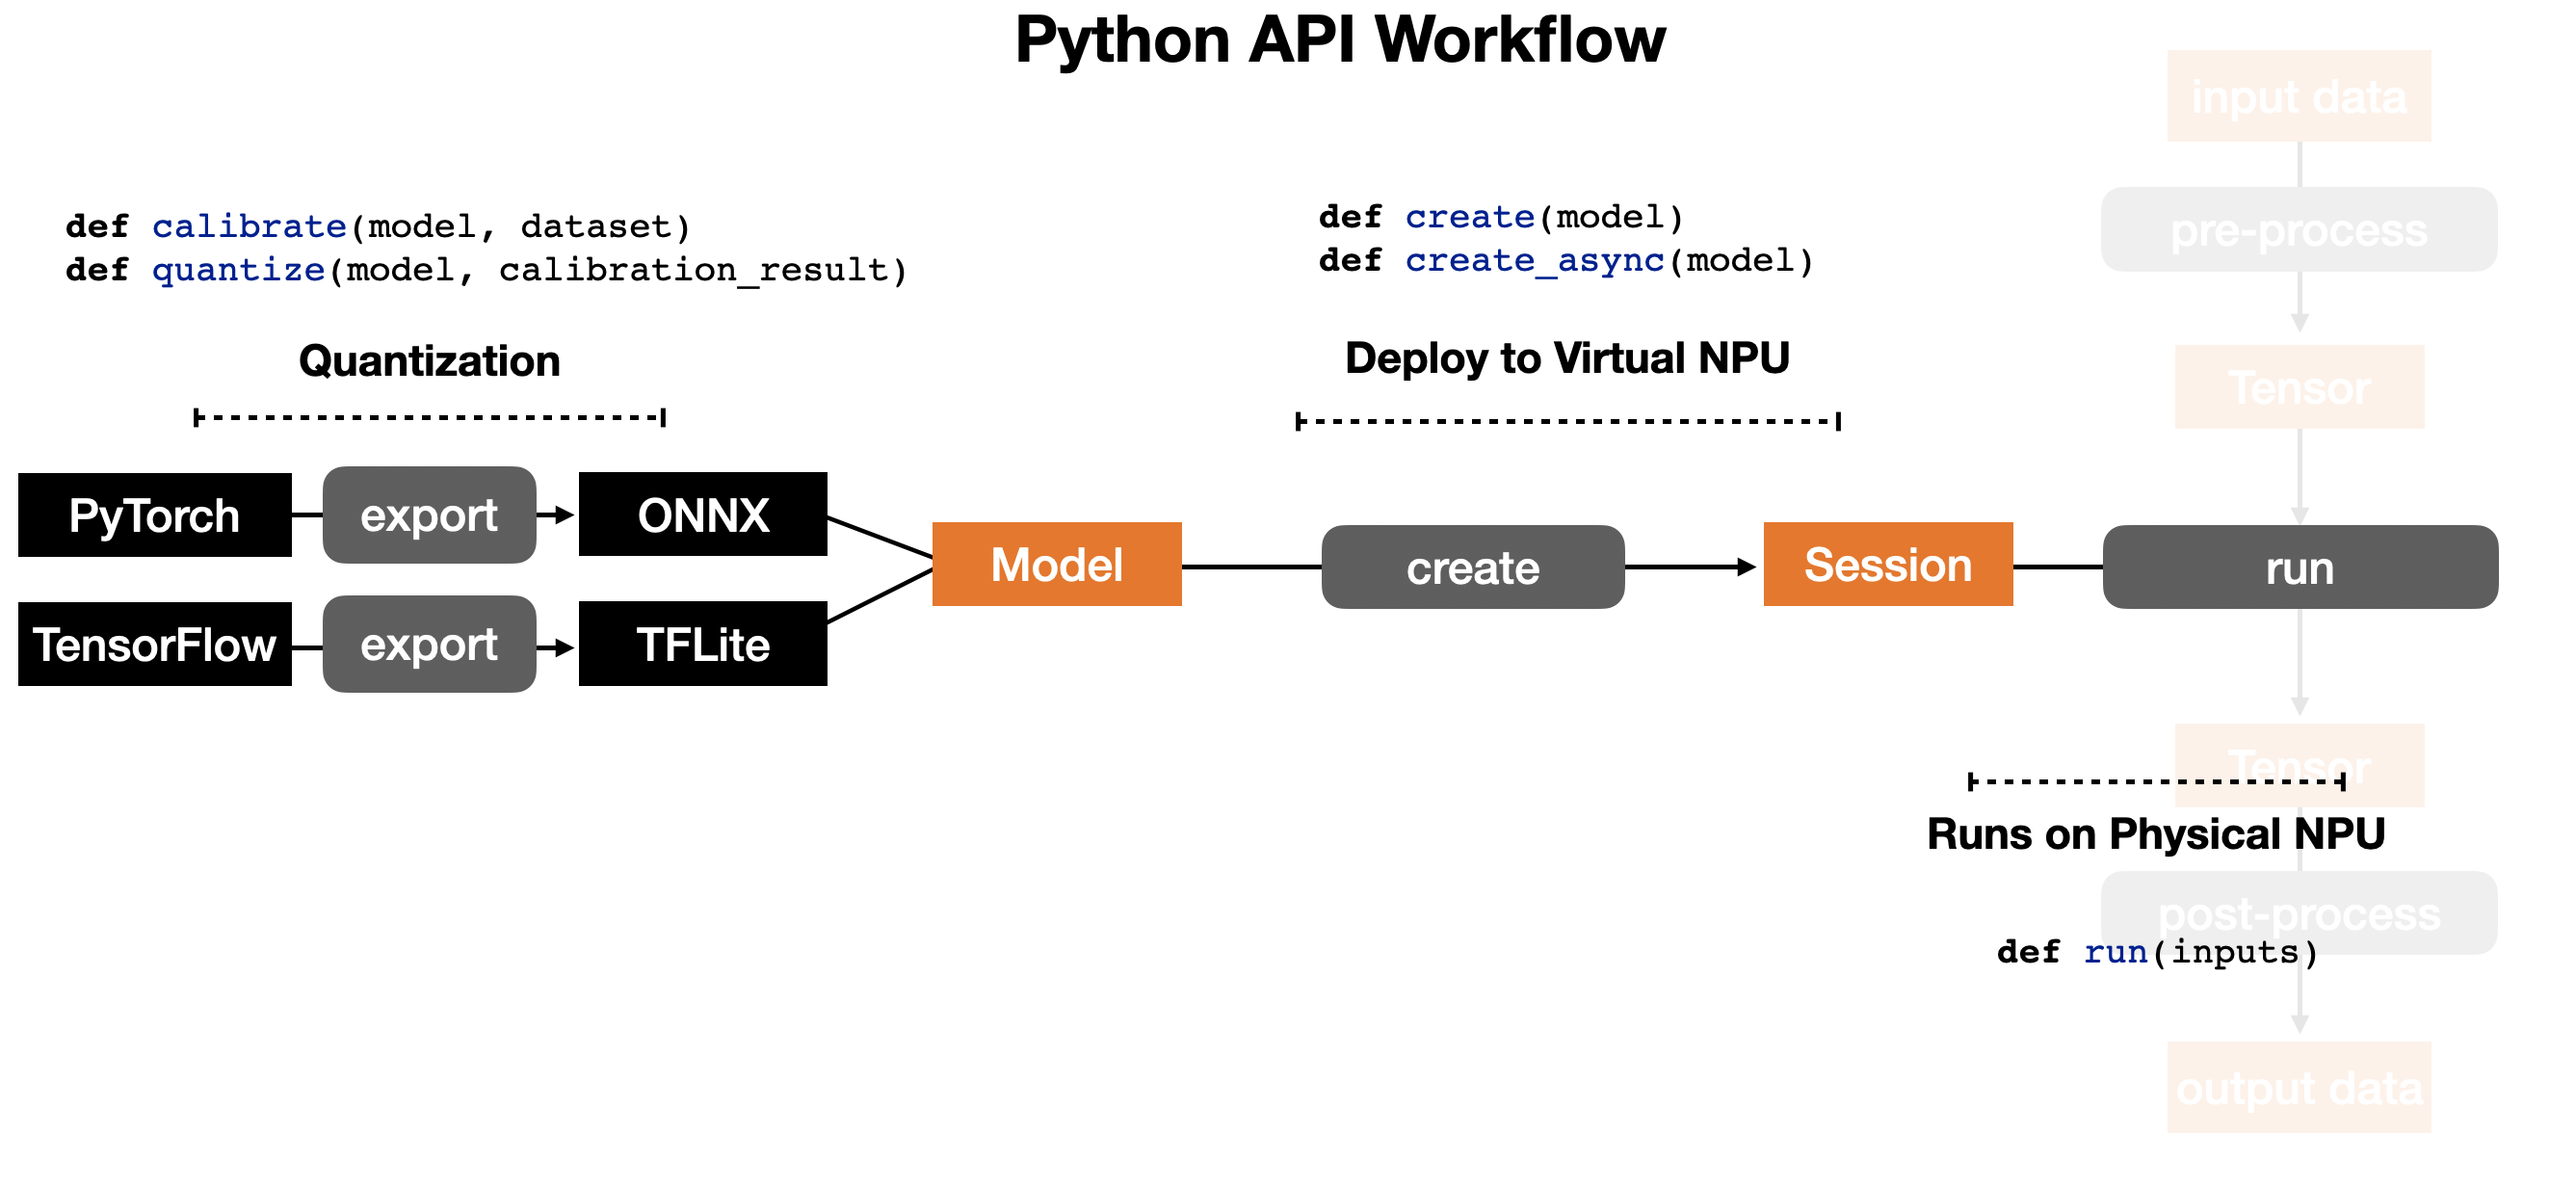 Python API Workflow
input data
pre-process
Tensor
def calibrate(model, dataset)
def quantize(model, calibration_result)
def create(model)
def create_async(model)
Quantization
Deploy to Virtual NPU
PyTorch
export
ONNX
TensorFlow
export
TFLite
Model
create
Session
run
Tensor
Runs on Physical NPU
post-process
def run(inputs)
output data